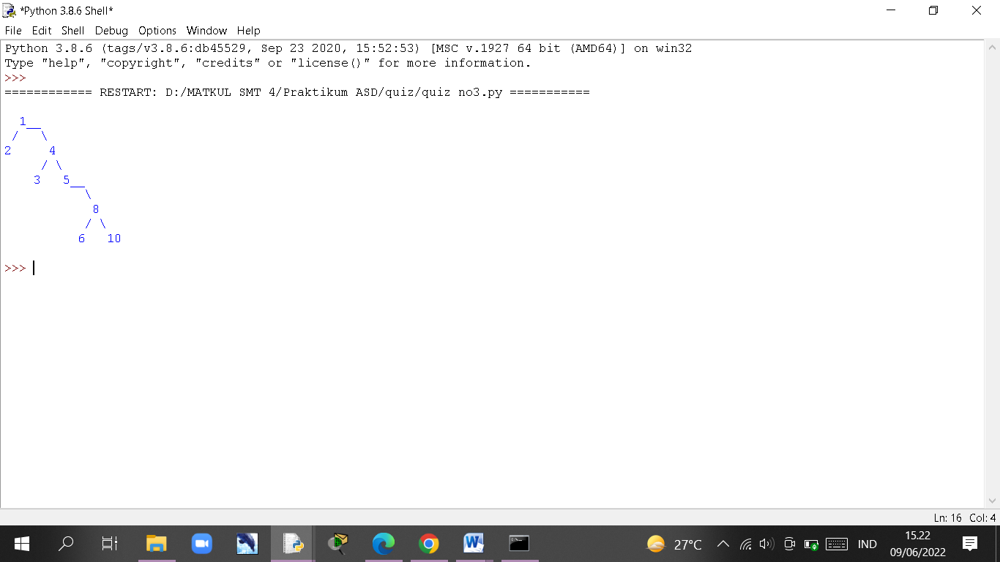 *Python 3.8.6 Shell*
File Edit Shell Debug Options Window Help
Python 3.8.6 (tags/v3.8.6:db45529, Sep 23 2020, 15:52:53) [MSC v.1927 64 bit (AMD64)] on win32
Type "help", "copyright", "credits" or "license()" for more information.
>>>
============ RESTART: D:/MATKUL SMT 4/Praktikum ASD/quiz/quiz no3.py ===========
  1__
 /   \
2     4
     / \
    3   5__
           \
            8
           / \
          6   10
>>>
Ln: 16 Col: 4
27°C IND 15.22
09/06/2022